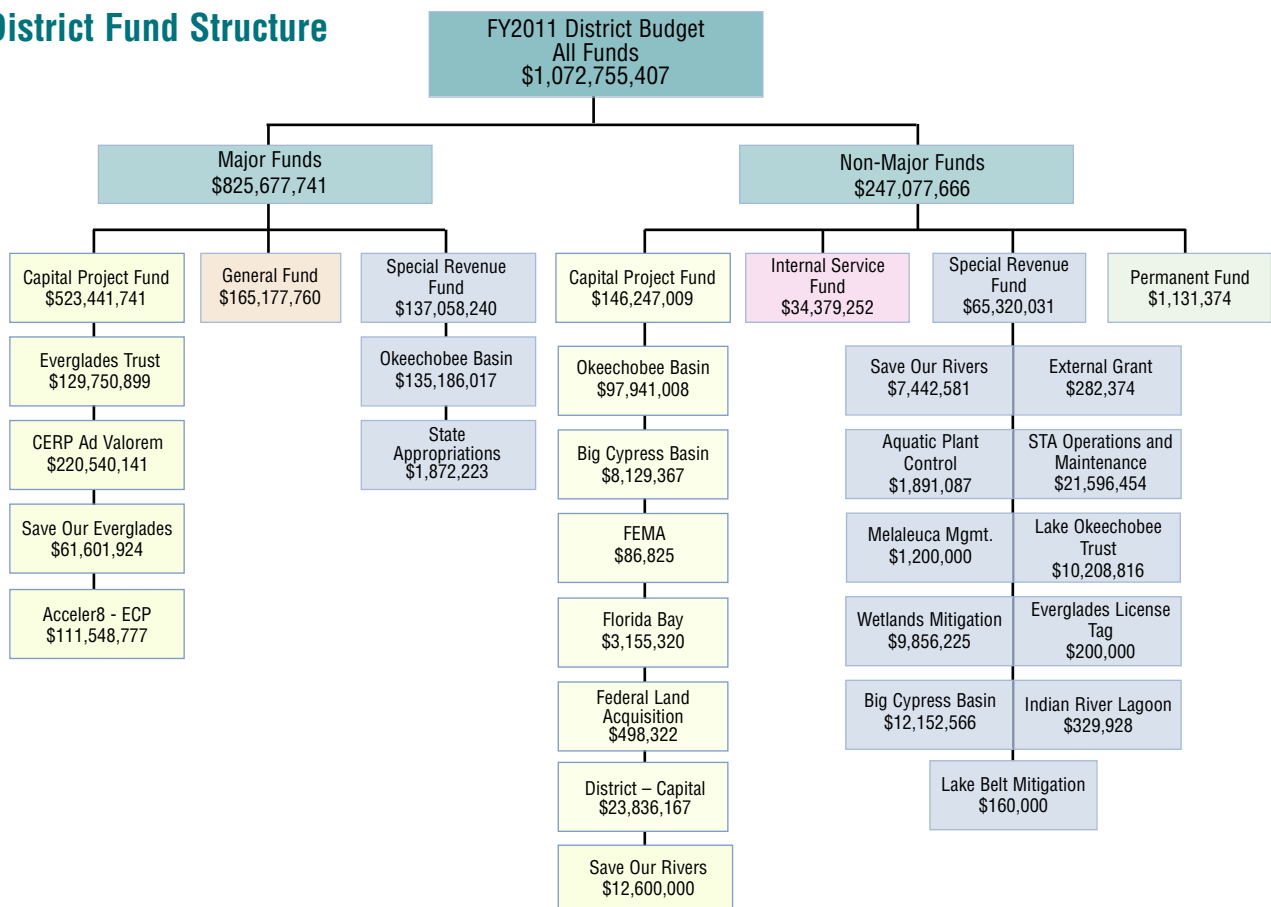 District Fund Structure
FY2011 District Budget
All Funds
$1,072,755,407
Major Funds
$825,677,741
Non-Major Funds
$247,077,666
Capital Project Fund
$523,441,741
General Fund
$165,177,760
Special Revenue
Fund
$137,058,240
Capital Project Fund
$146,247,009
Internal Service
Fund
$34,379,252
Special Revenue
Fund
$65,320,031
Permanent Fund
$1,131,374
Everglades Trust
$129,750,899
CERP Ad Valorem
$220,540,141
Save Our Everglades
$61,601,924
Acceler8 - ECP
$111,548,777
Okeechobee Basin
$135,186,017
State
Appropriations
$1,872,223
Okeechobee Basin
$97,941,008
Big Cypress Basin
$8,129,367
FEMA
$86,825
Florida Bay
$3,155,320
Federal Land
Acquisition
$498,322
District – Capital
$23,836,167
Save Our Rivers
$12,600,000
Save Our Rivers
$7,442,581
External Grant
$282,374
Aquatic Plant
Control
$1,891,087
STA Operations and
Maintenance
$21,596,454
Melaleuca Mgmt.
$1,200,000
Lake Okeechobee
Trust
$10,208,816
Wetlands Mitigation
$9,856,225
Everglades License
Tag
$200,000
Big Cypress Basin
$12,152,566
Indian River Lagoon
$329,928
Lake Belt Mitigation
$160,000